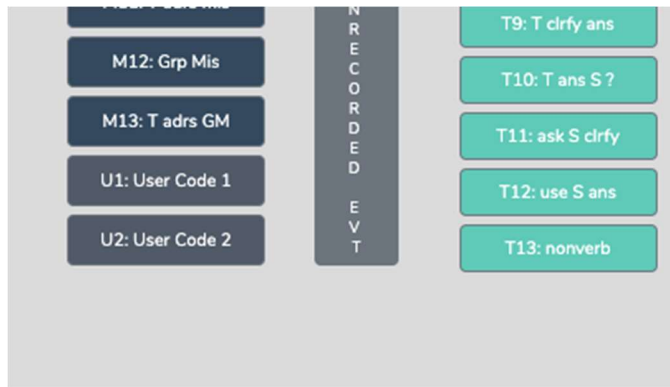 M12: Grp Mis
M13: T adrs GM
U1: User Code 1
U2: User Code 2
N
R
E
C
O
R
D
E
D
E
V
T
T9: T clrfy ans
T10: T ans S ?
T11: ask S clrfy
T12: use S ans
T13: nonverb